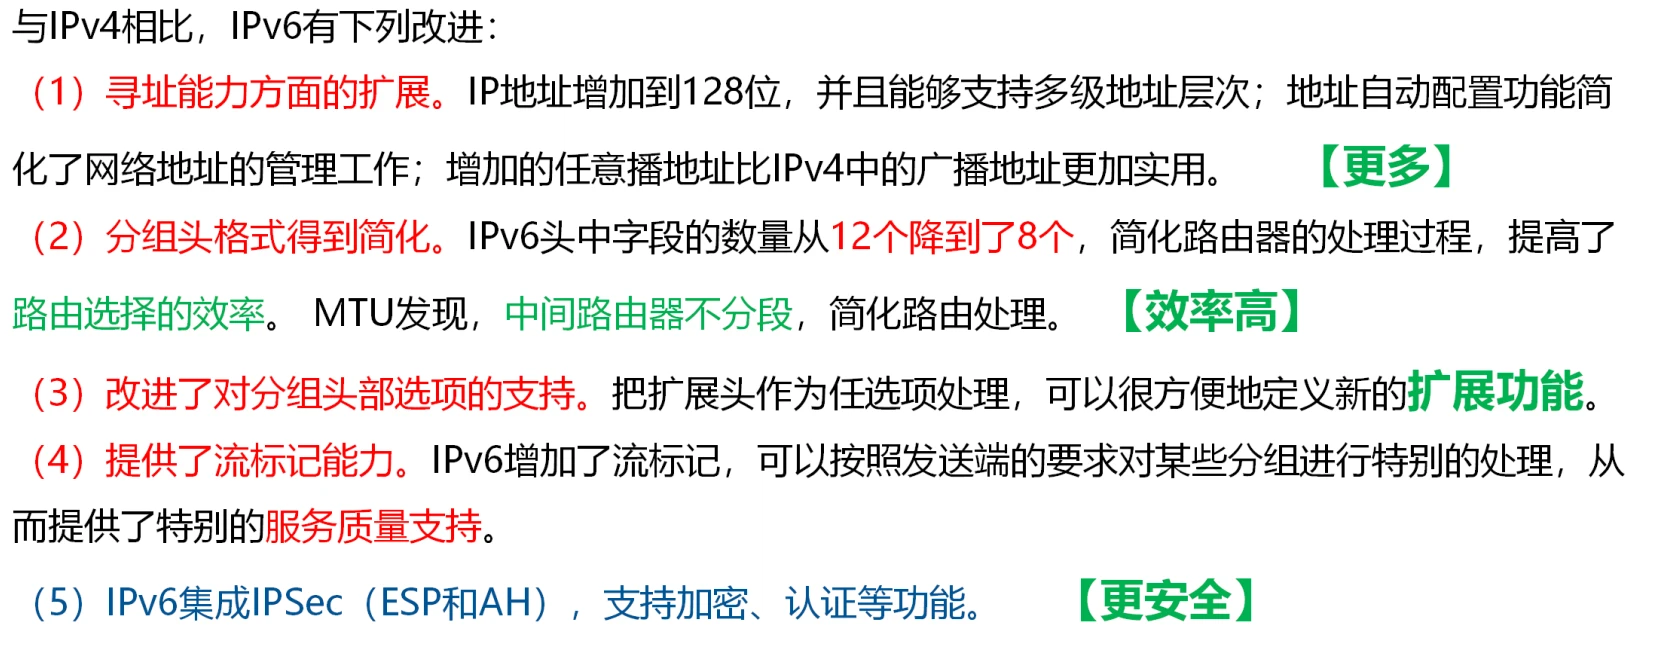 与IPv4相比，IPv6有下列改进：
（1）寻址能力方面的扩展。IP地址增加到128位，并且能够支持多级地址层次；地址自动配置功能简
化了网络地址的管理工作；增加的任意播地址比IPv4中的广播地址更加实用。 【更多】
（2）分组头格式得到简化。IPv6头中字段的数量从12个降到了8个，简化路由器的处理过程，提高了
路由选择的效率。 MTU发现，中间路由器不分段，简化路由处理。 【效率高】
（3）改进了对分组头部选项的支持。把扩展头作为任选项处理，可以很方便地定义新的扩展功能。
（4）提供了流标记能力。IPv6增加了流标记，可以按照发送端的要求对某些分组进行特别的处理，从
而提供了特别的服务质量支持。
（5）IPv6集成IPSec（ESP和AH），支持加密、认证等功能。 【更安全】